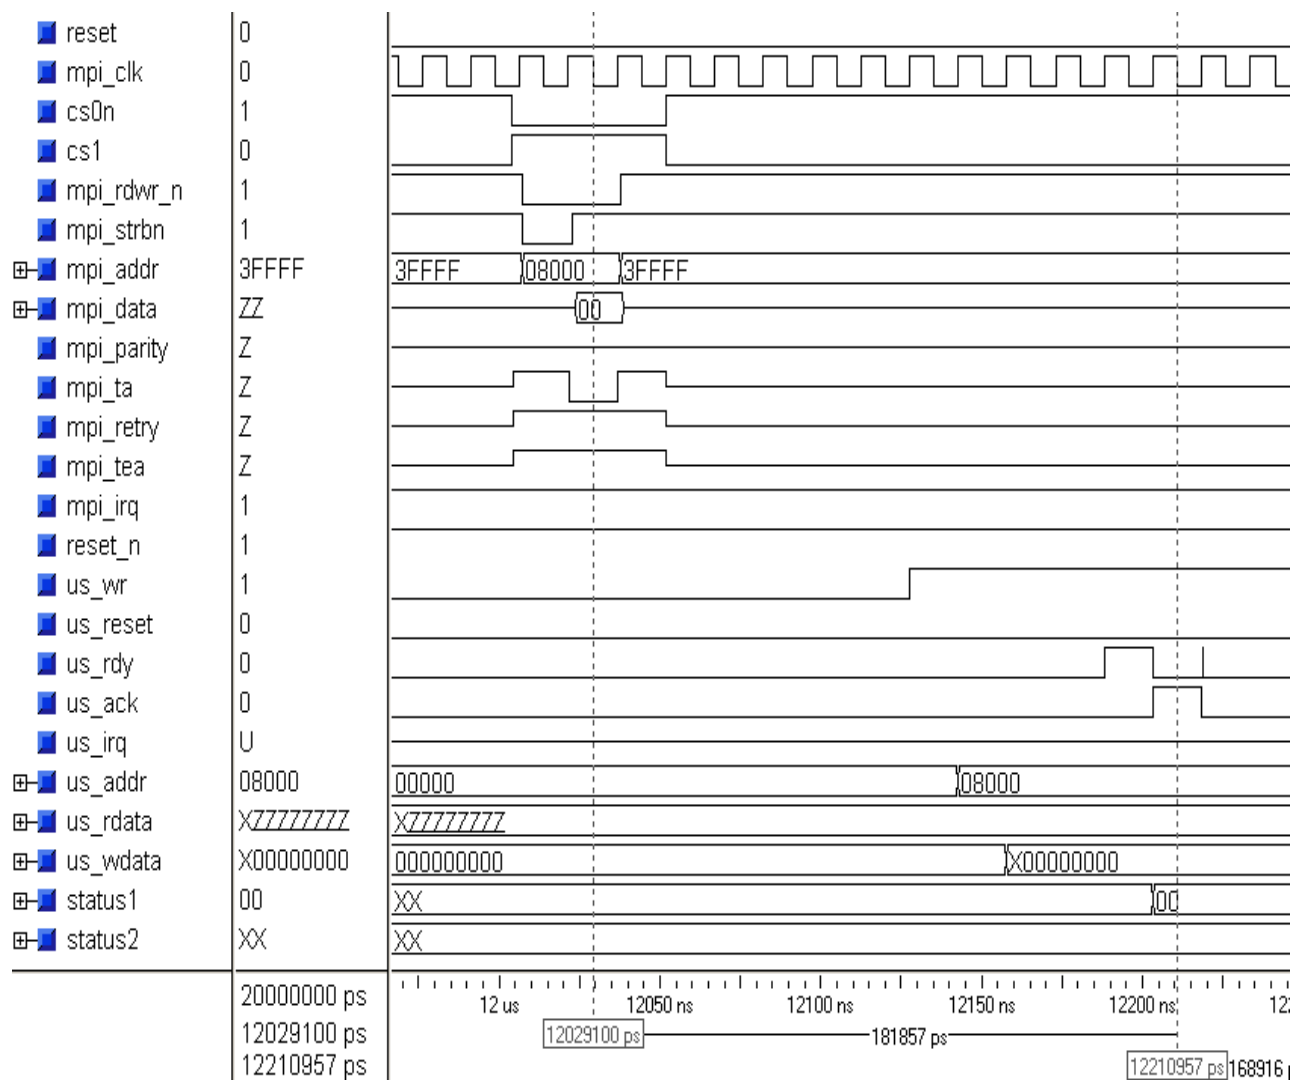 reset 0
mpi_clk 0
cs0n 1
cs1 0
mpi_rdwr_n 1
mpi_strbn 1
mpi_addr 3FFFF 3FFFF 08000 3FFFF
mpi_data ZZ 00
mpi_parity Z
mpi_ta Z
mpi_retry Z
mpi_tea Z
mpi_irq 1
reset_n 1
us_wr 1
us_reset 0
us_rdy 0
us_ack 0
us_irq U
us_addr 08000 00000 08000
us_rdata XZZZZZZZZ XZZZZZZZZ
us_wdata X00000000 000000000 X00000000
status1 00 XX 00
status2 XX XX
20000000 ps 12 us 12050 ns 12100 ns 12150 ns 12200 ns
12029100 ps 12029100 ps 181857 ps
12210957 ps 12210957 ps 168916